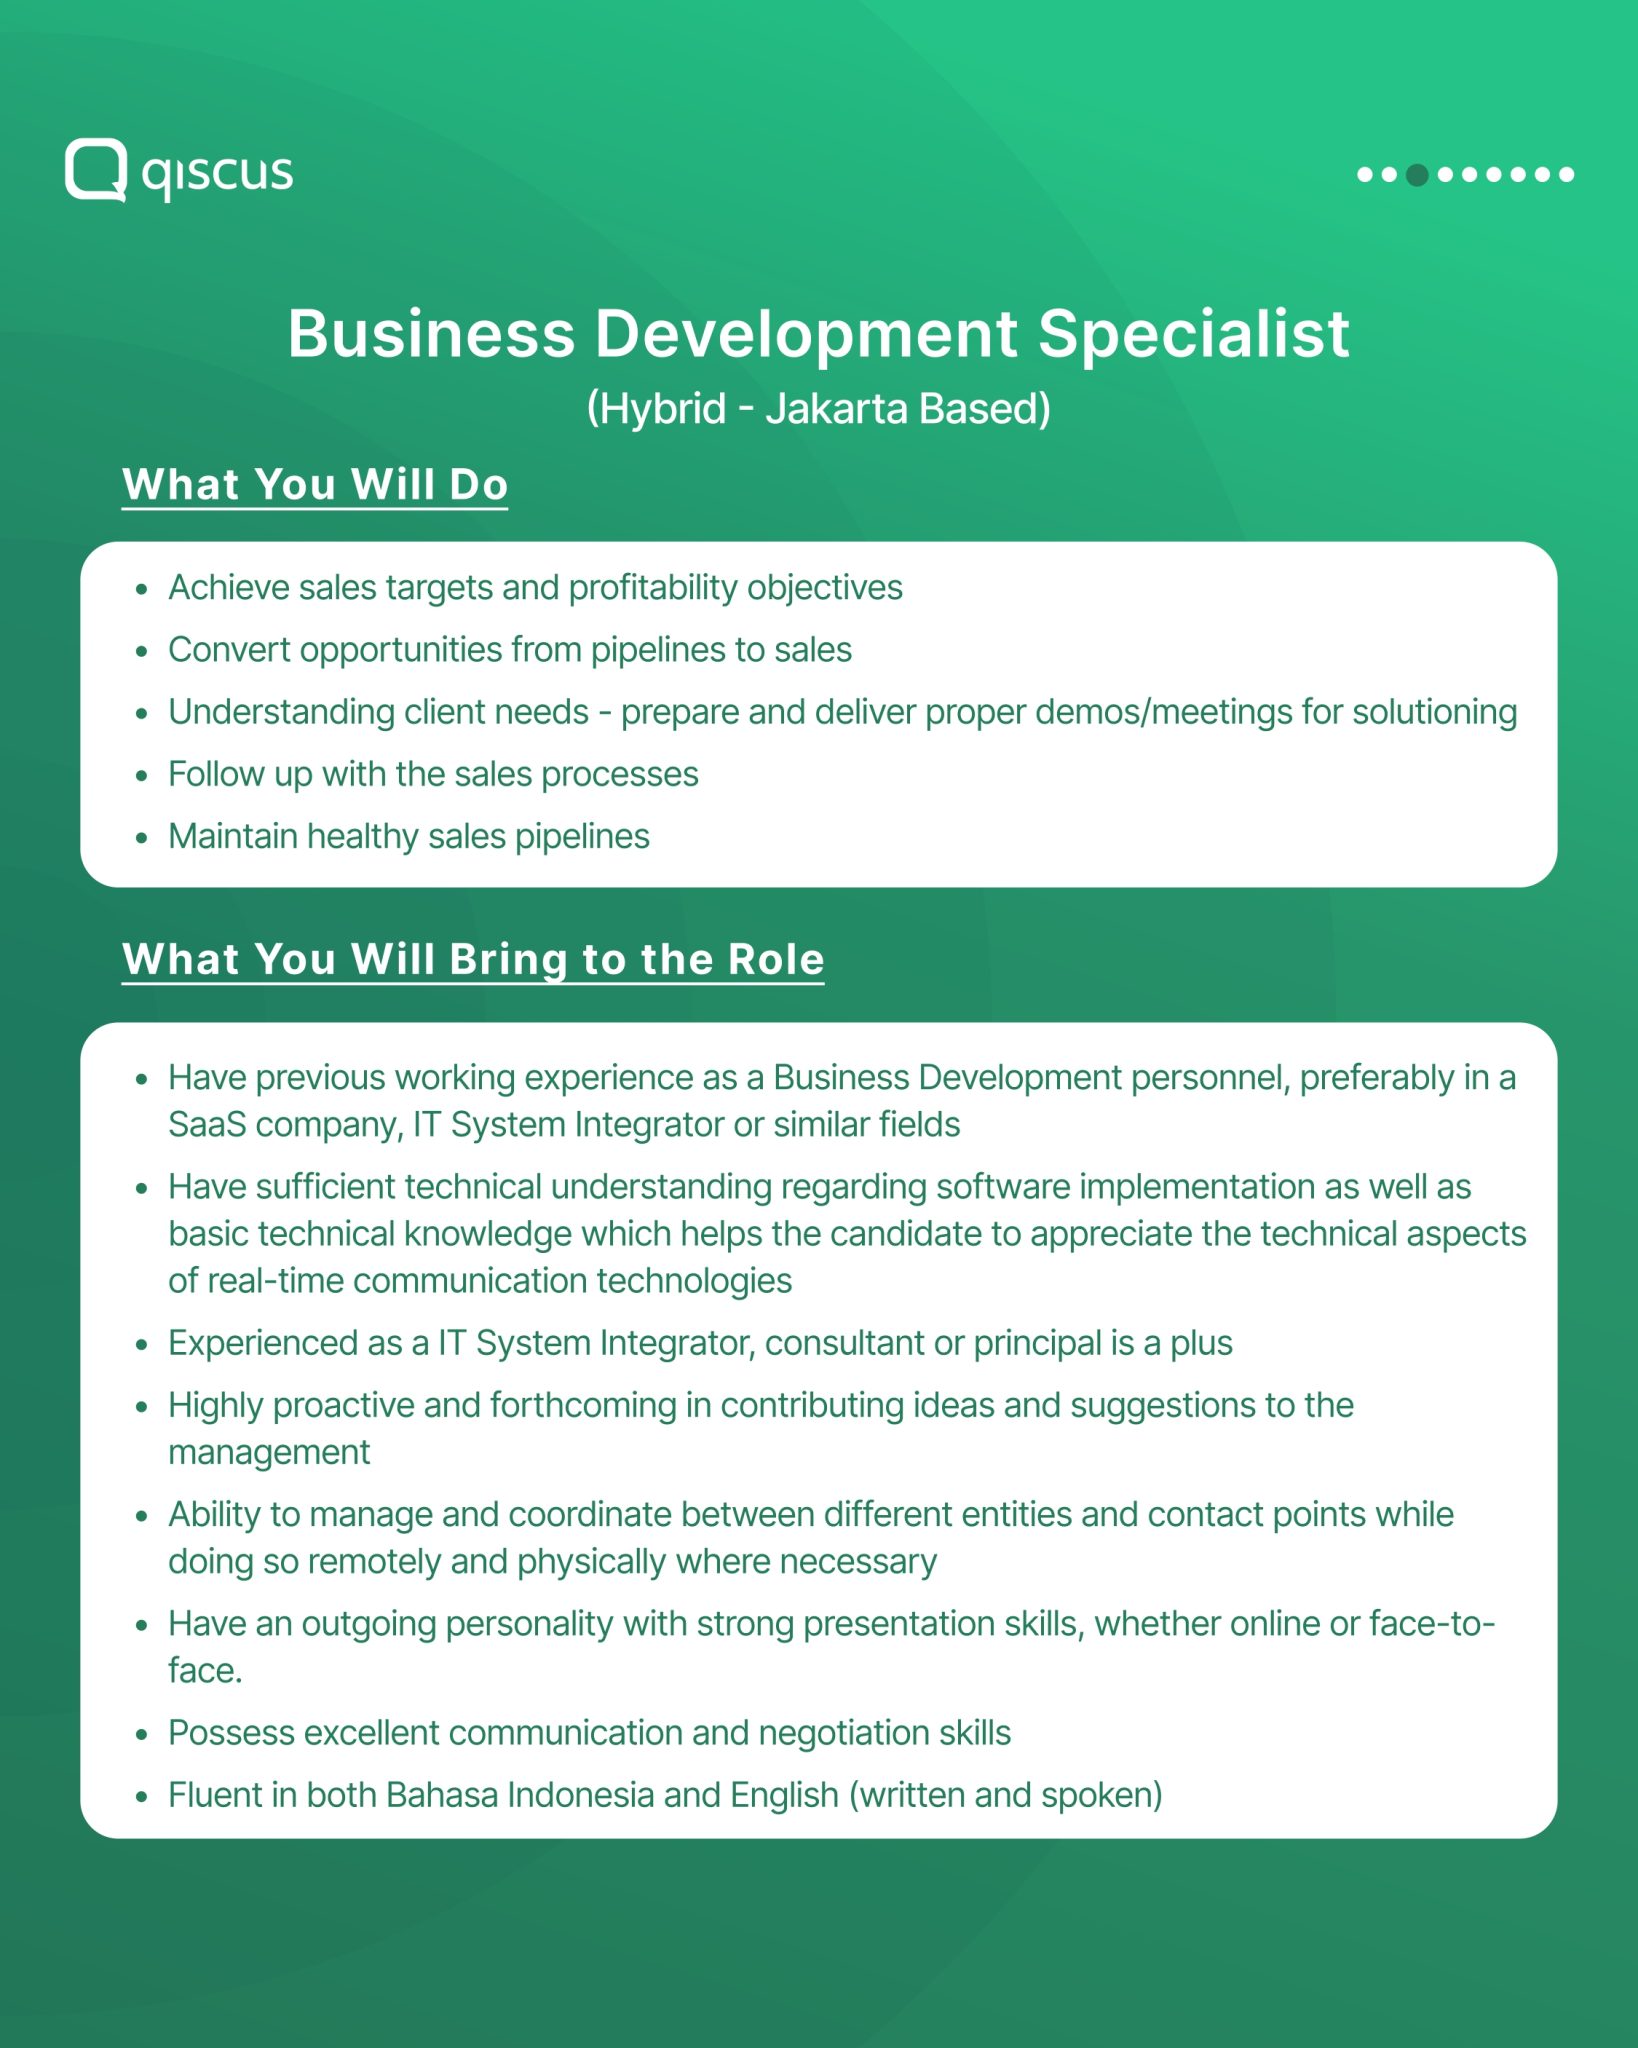 qiscus
Business Development Specialist
(Hybrid - Jakarta Based)
What You Will Do
• Achieve sales targets and profitability objectives
• Convert opportunities from pipelines to sales
• Understanding client needs - prepare and deliver proper demos/meetings for solutioning
• Follow up with the sales processes
• Maintain healthy sales pipelines
What You Will Bring to the Role
• Have previous working experience as a Business Development personnel, preferably in a
SaaS company, IT System Integrator or similar fields
• Have sufficient technical understanding regarding software implementation as well as
basic technical knowledge which helps the candidate to appreciate the technical aspects
of real-time communication technologies
• Experienced as a IT System Integrator, consultant or principal is a plus
• Highly proactive and forthcoming in contributing ideas and suggestions to the
management
• Ability to manage and coordinate between different entities and contact points while
doing so remotely and physically where necessary
• Have an outgoing personality with strong presentation skills, whether online or face-to-
face.
• Possess excellent communication and negotiation skills
• Fluent in both Bahasa Indonesia and English (written and spoken)